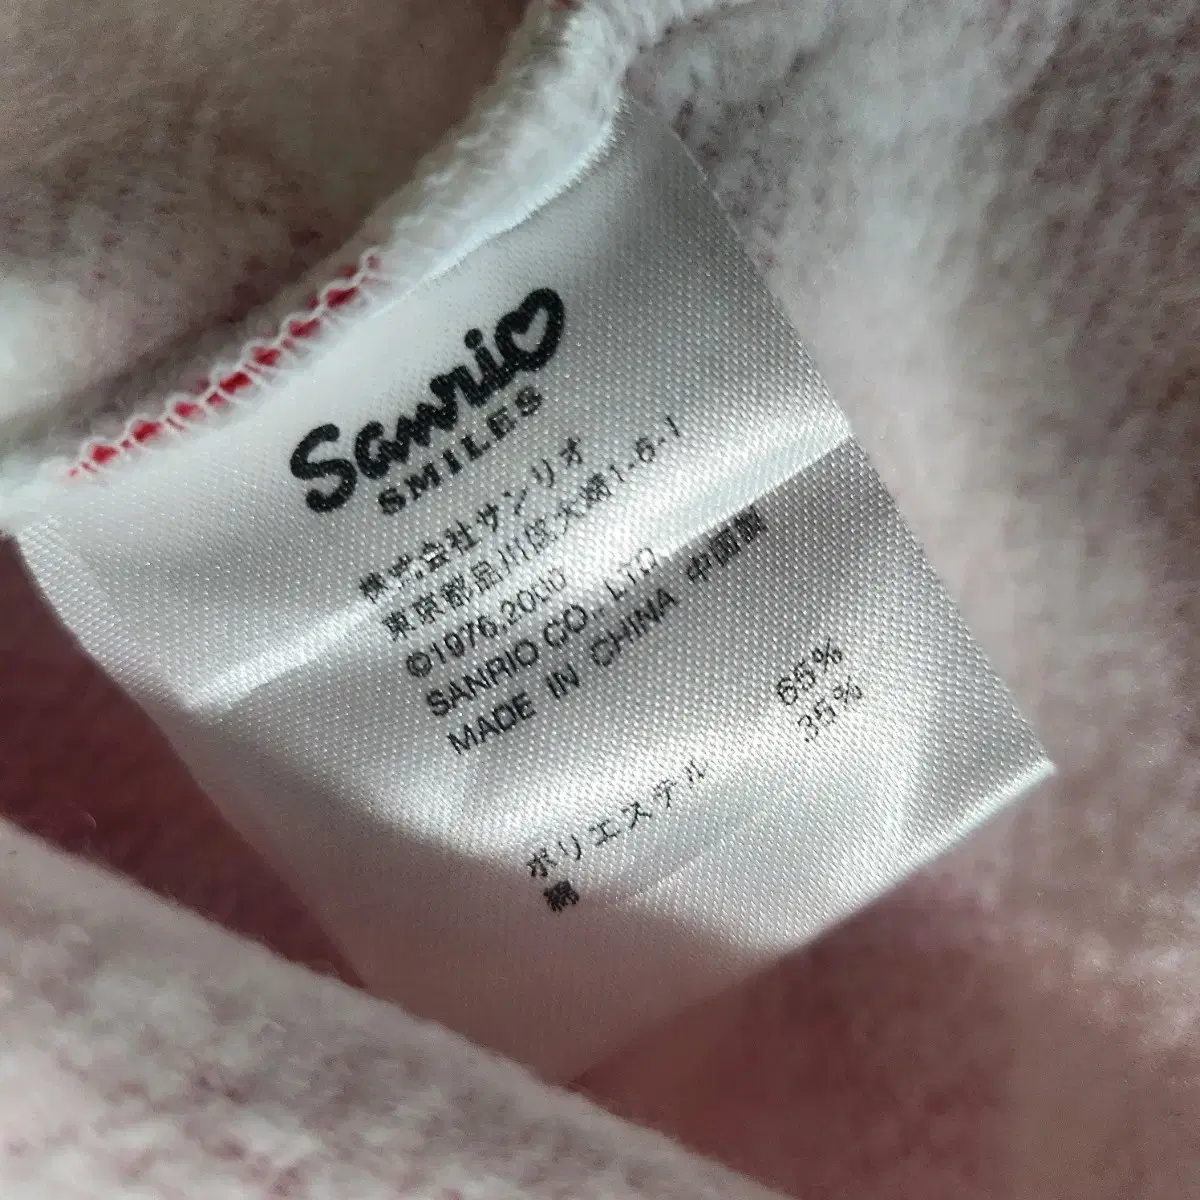 Sanrio
SMILES
株式会社サンリオ
東京都品川区大崎1-6-1
©1976,2000
SANRIO CO., LTD
MADE IN CHINA 中国製
ポリエステル 65%
綿 35%